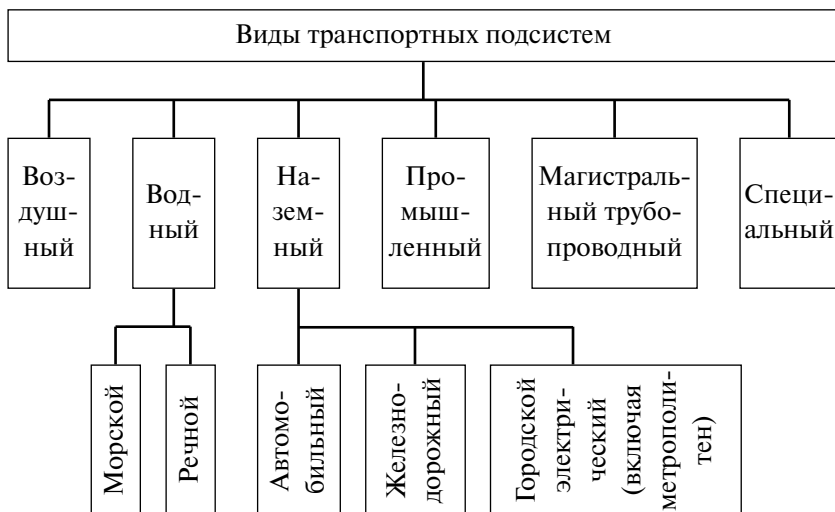 Виды транспортных подсистем
Воз-
душ-
ный
Вод-
ный
На-
зем-
ный
Про-
мыш-
ленный
Магистраль-
ный трубо-
проводный
Специ-
альный
Морской
Речной
Автомо-
бильный
Железно-
дорожный
Городской
электри-
ческий
(включая
метрополи-
тен)